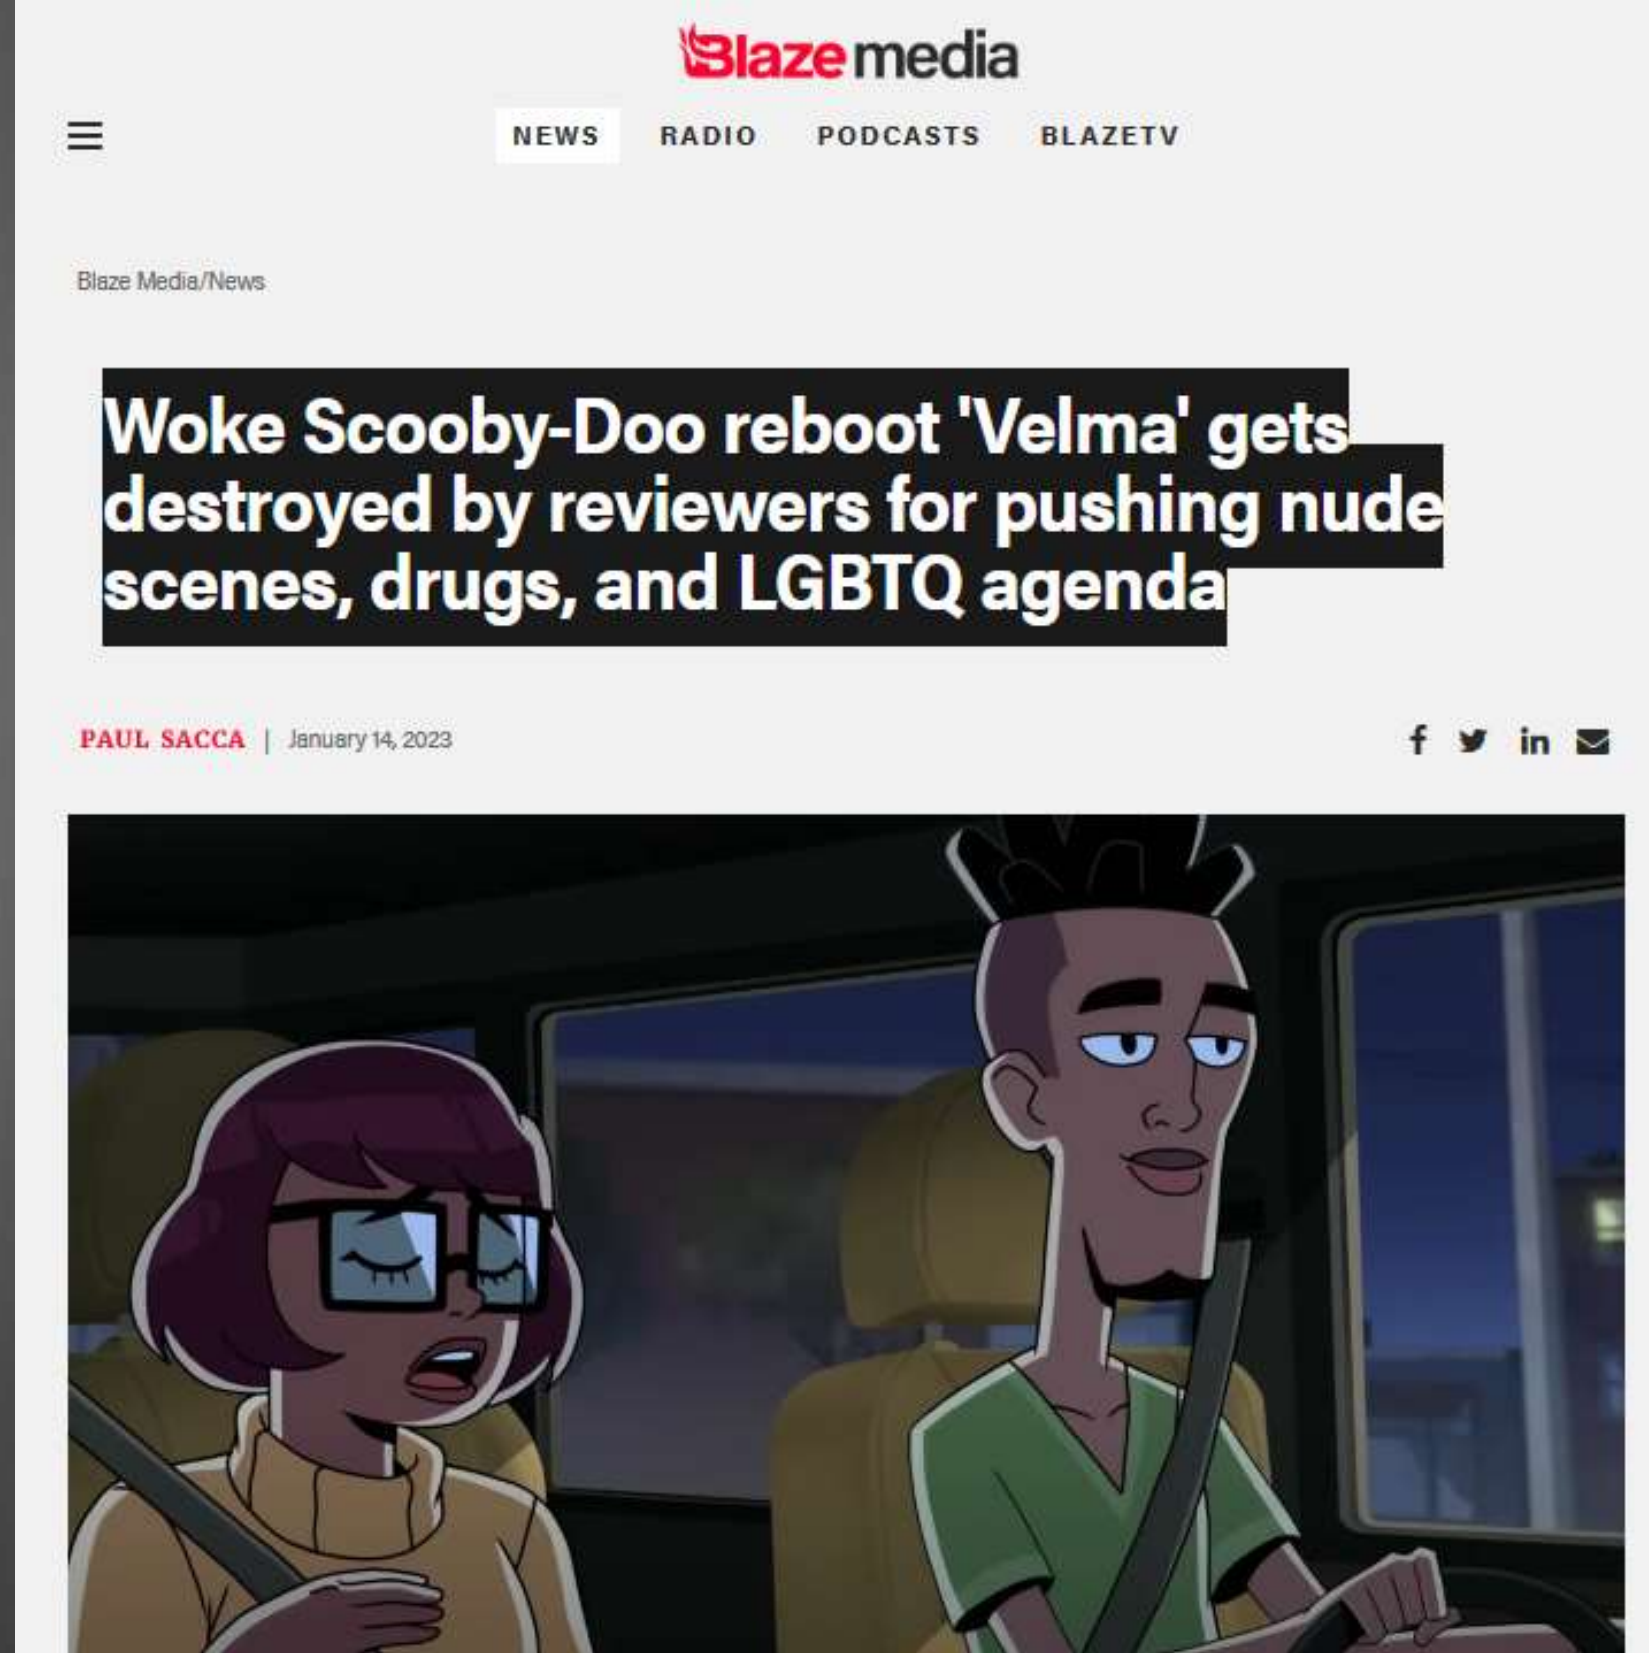 Blaze media
NEWS RADIO PODCASTS BLAZETV
Blaze Media/News
Woke Scooby-Doo reboot 'Velma' gets
destroyed by reviewers for pushing nude
scenes, drugs, and LGBTQ agenda
PAUL SACCA | January 14, 2023